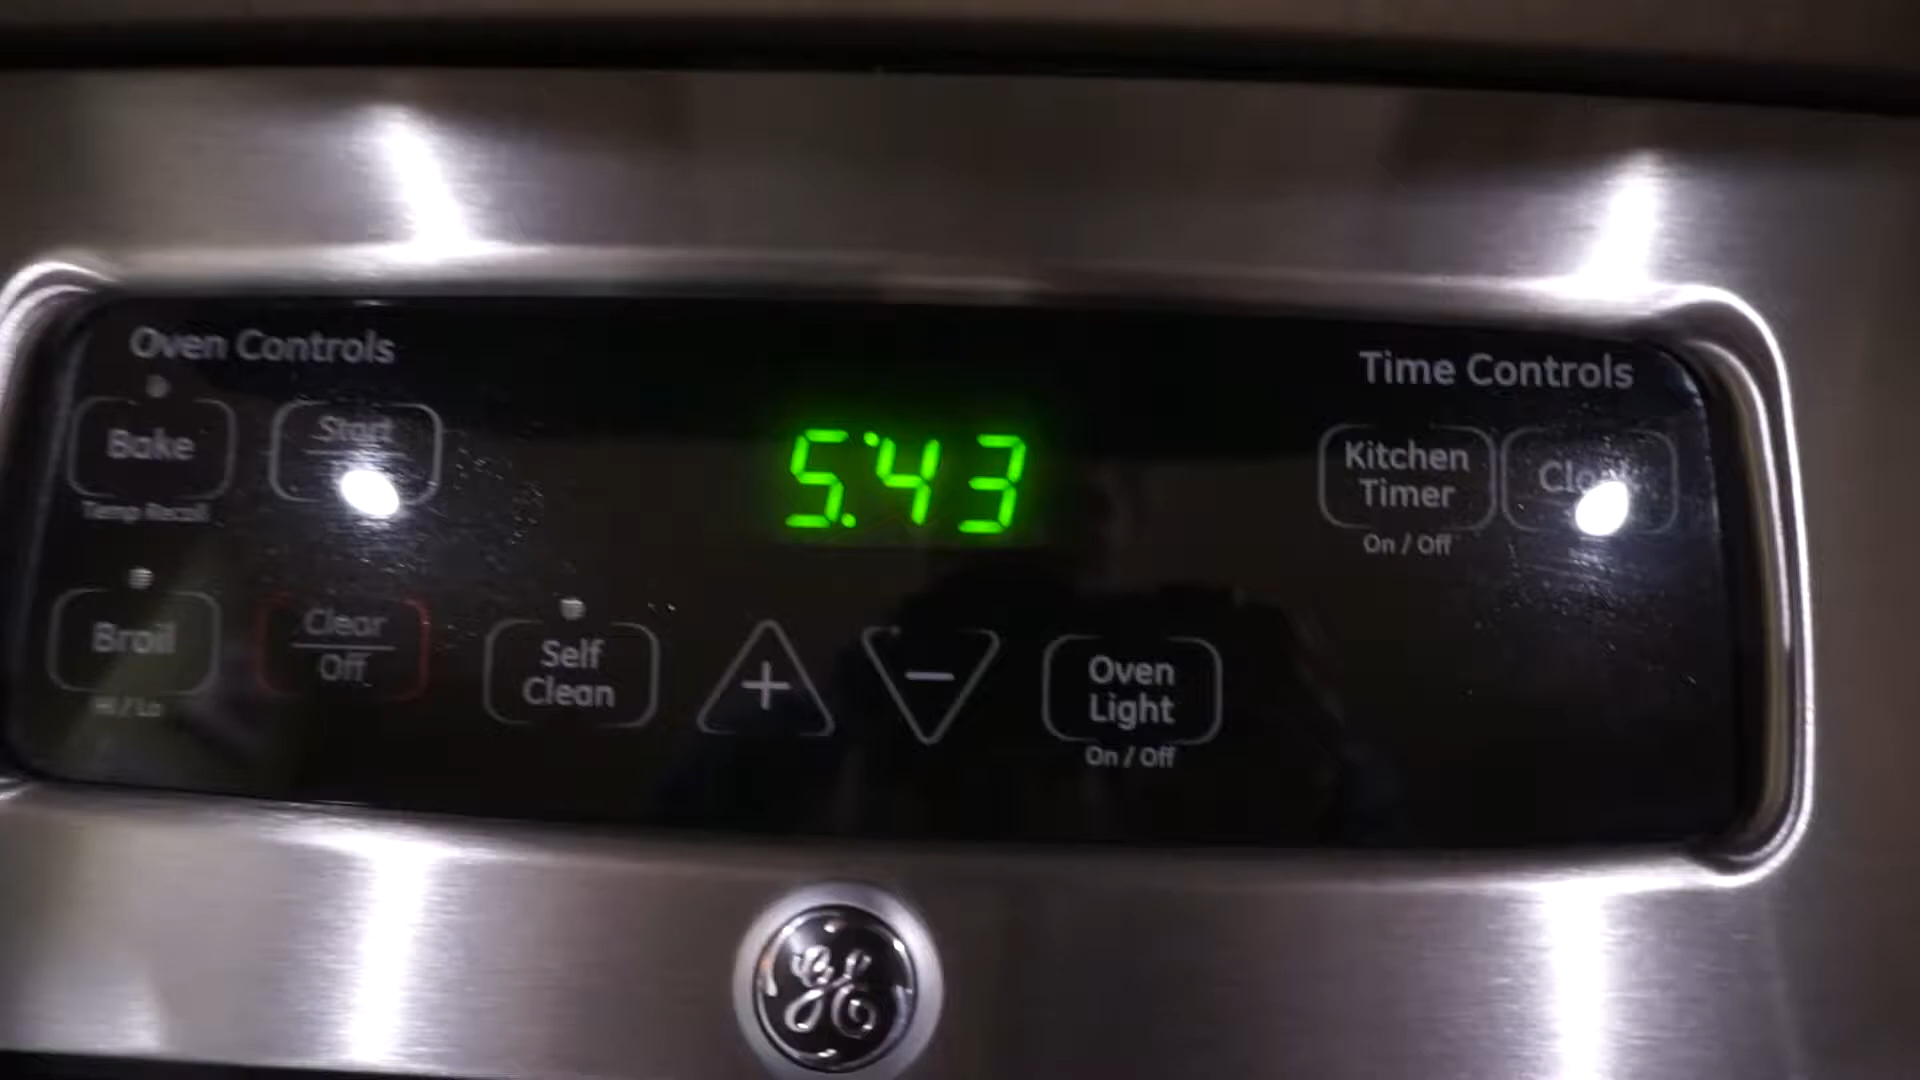 Oven Controls
Time Controls
Bake
Start
5:43
Kitchen
Timer
Clock
Temp Recall
On / Off
Broil
Clear
Off
Self
Clean
+
−
Oven
Light
Hi / Lo
On / Off
GE